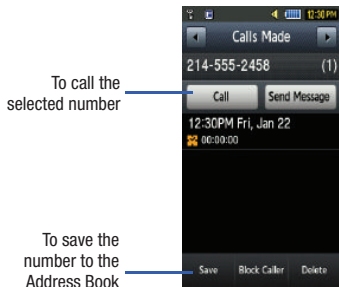 12:30 PM
Calls Made
214-555-2458 (1)
To call the
selected number
Call Send Message
12:30PM Fri, Jan 22
00:00:00
To save the
number to the
Address Book
Save Block Caller Delete